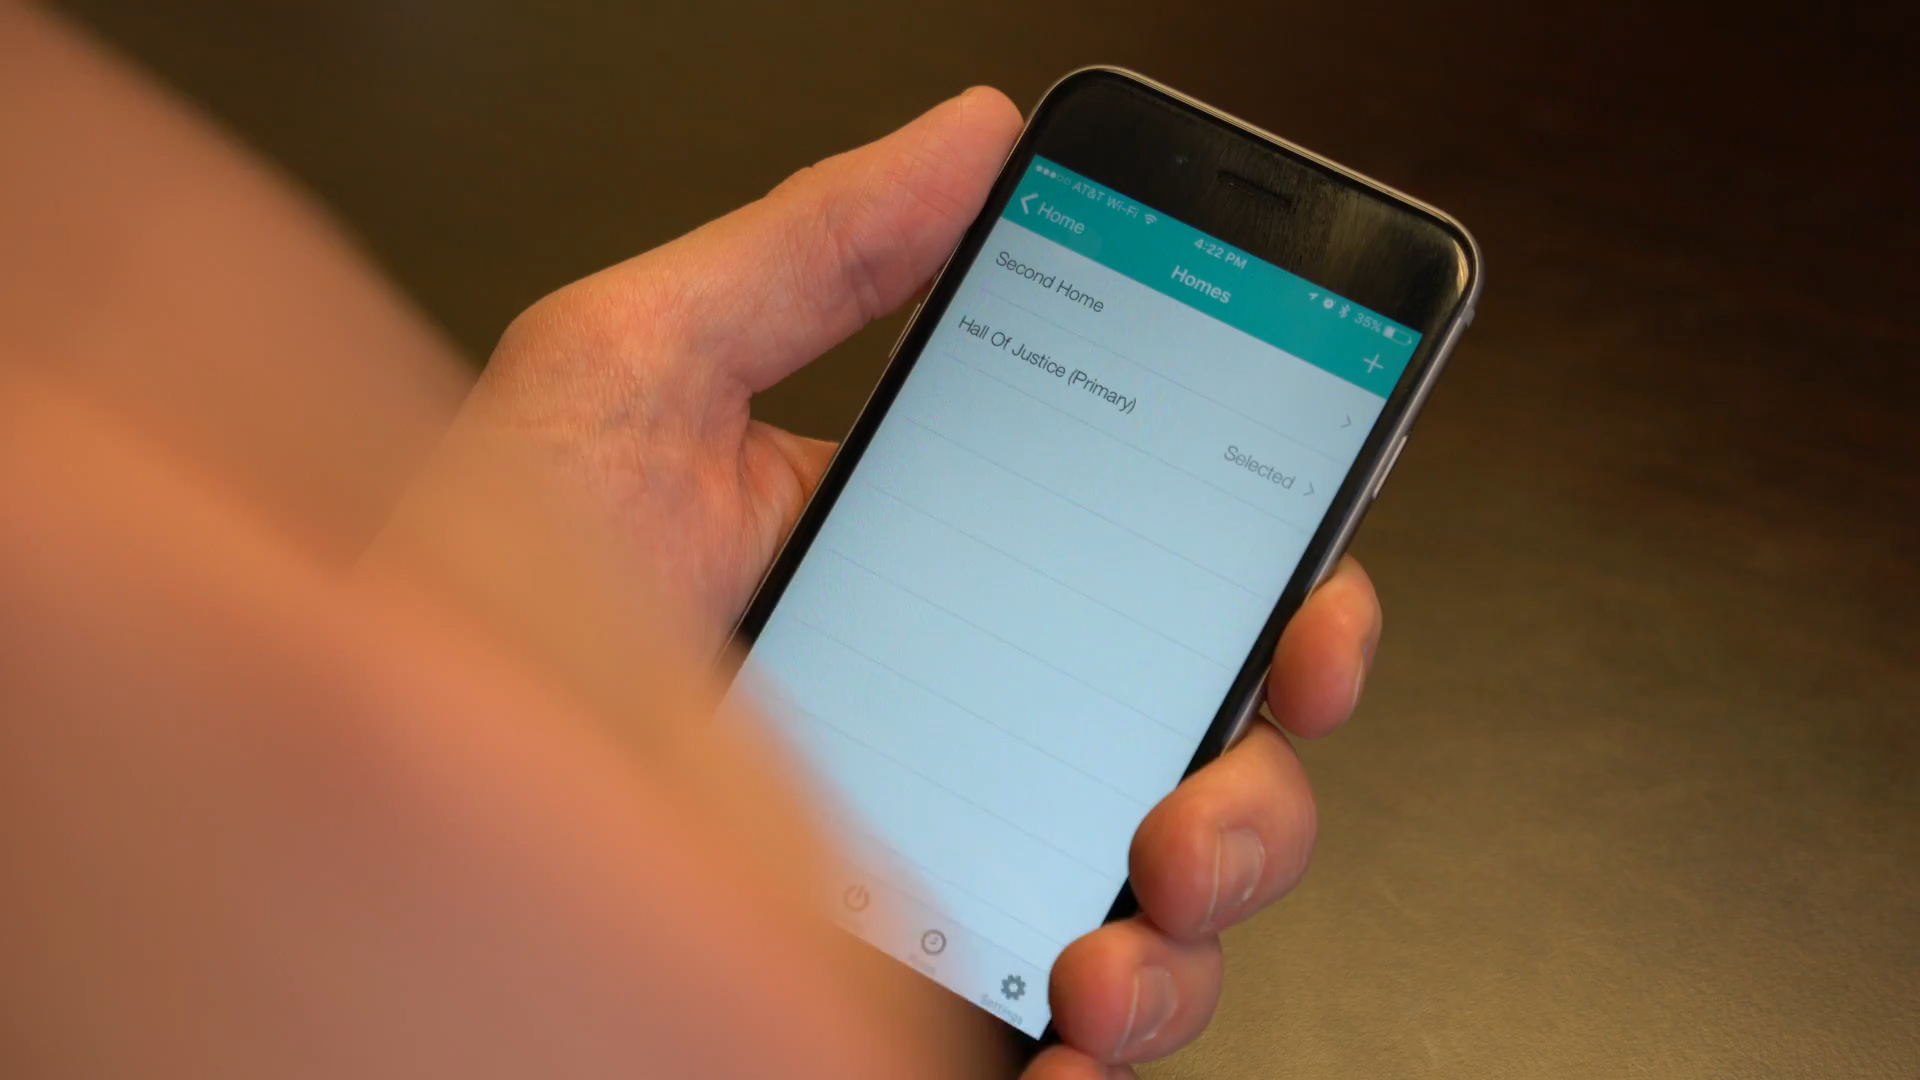 AT&T Wi-Fi
4:22 PM
35%
Home
Homes
+
Second Home
Hall Of Justice (Primary)
Selected
Settings